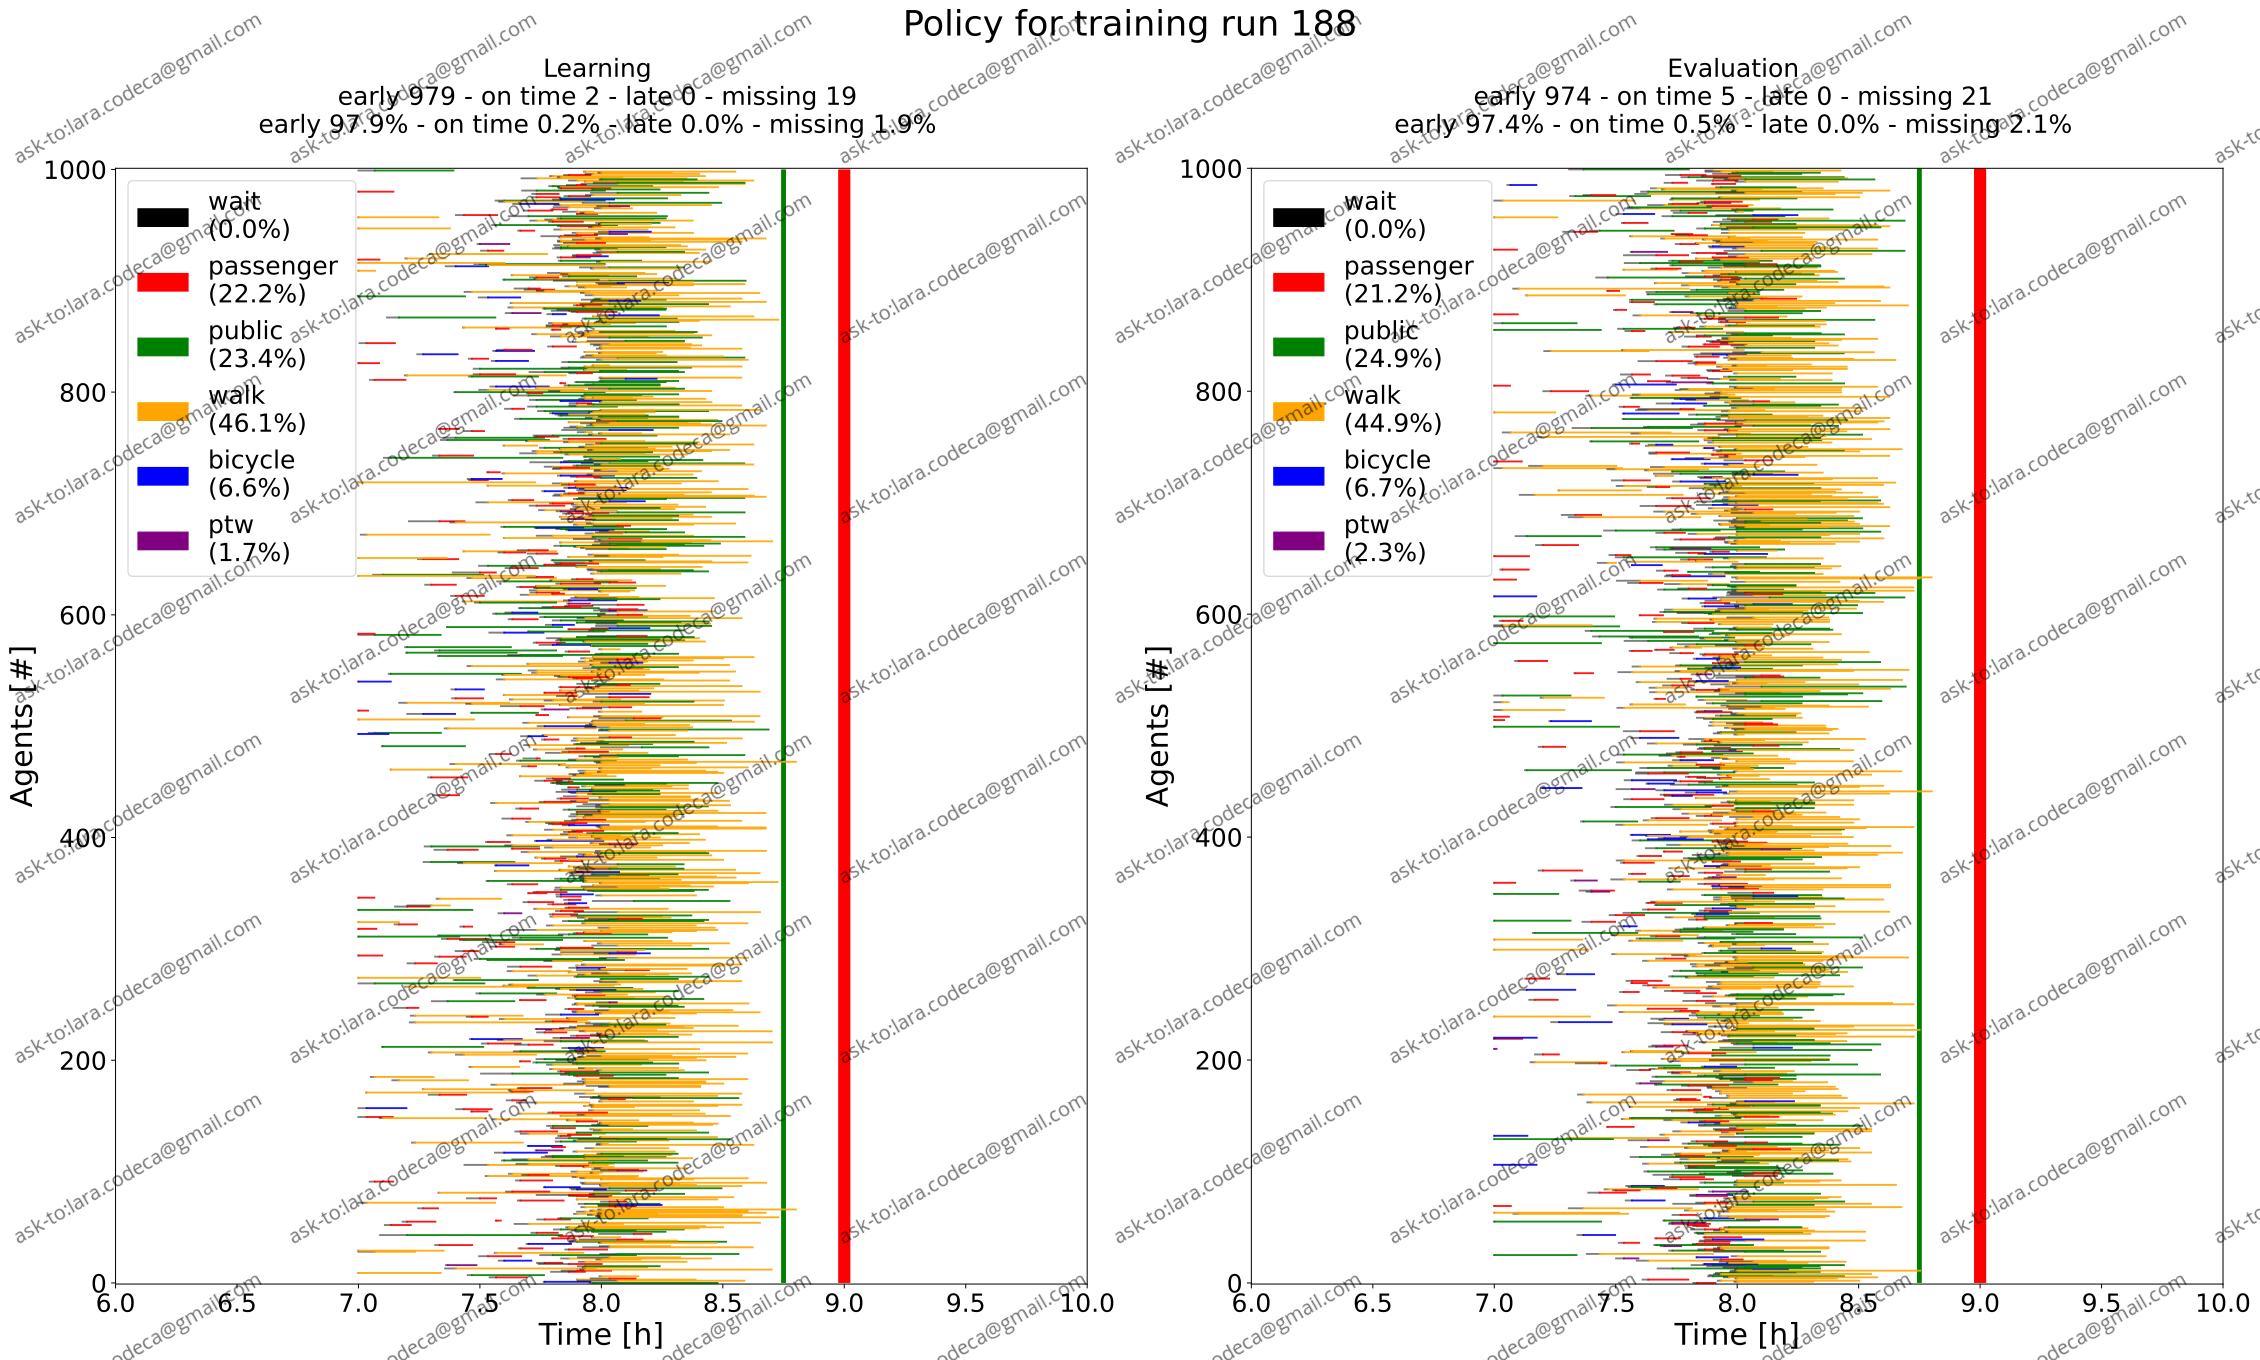 Policy for training run 188
Learning
early 979 - on time 2 - late 0 - missing 19
early 97.9% - on time 0.2% - late 0.0% - missing 1.9%
1000
800
600
400
200
0
Agents [#]
wait
(0.0%)
passenger
(22.2%)
public
(23.4%)
walk
(46.1%)
bicycle
(6.6%)
ptw
(1.7%)
6.0 6.5 7.0 7.5 8.0 8.5 9.0 9.5 10.0
Time [h]
Evaluation
early 974 - on time 5 - late 0 - missing 21
early 97.4% - on time 0.5% - late 0.0% - missing 2.1%
1000
800
600
400
200
0
Agents [#]
wait
(0.0%)
passenger
(21.2%)
public
(24.9%)
walk
(44.9%)
bicycle
(6.7%)
ptw
(2.3%)
6.0 6.5 7.0 7.5 8.0 8.5 9.0 9.5 10.0
Time [h]
ask-to:lara.codeca@gmail.com